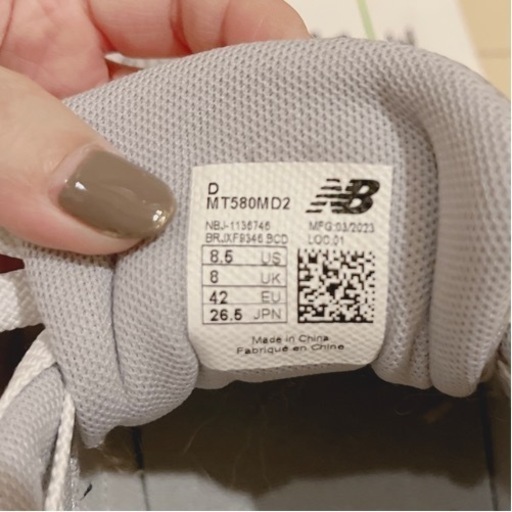 D
MT580MD2
NB
NBJ-1136746 MFG:03/2023
BRJXF9346 BCD LOC:01
8.5 US
8 UK
42 EU
26.5 JPN
Made in China
Fabriqué en Chine